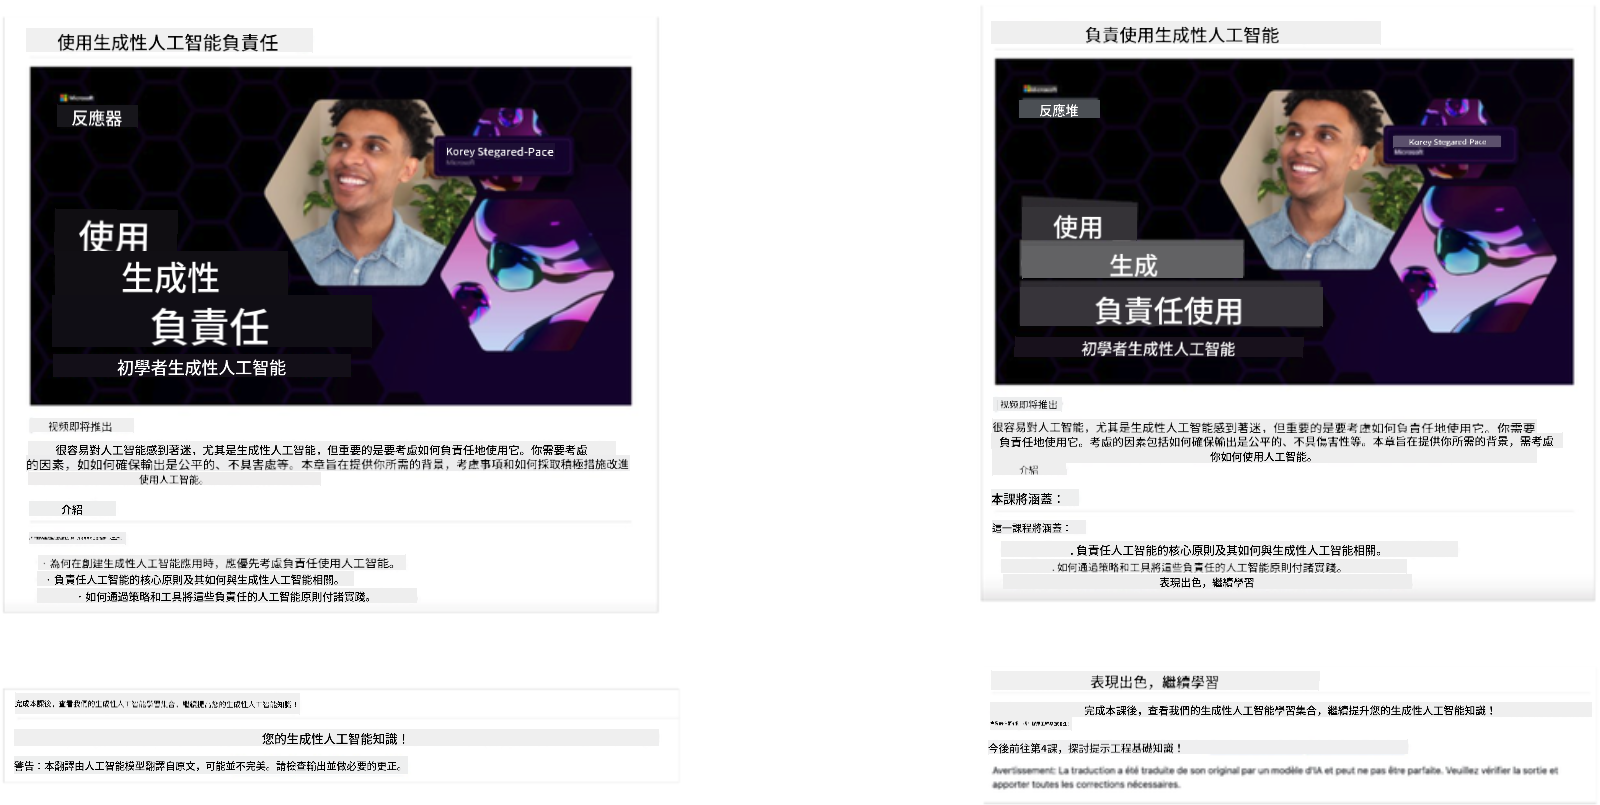 使用生成性人工智能負責任
Microsoft
反應器
Korey Stegared-Pace
Microsoft
使用
生成性
負責任
初學者生成性人工智能
视频即将推出
很容易對人工智能感到著迷，尤其是生成性人工智能，但重要的是要考慮如何負責任地使用它。你需要考慮
的因素，如如何確保輸出是公平的、不具害處等。本章旨在提供你所需的背景，考慮事項和如何採取積極措施改進
使用人工智能。
介紹
· 為何在創建生成性人工智能應用時，應優先考慮負責任使用人工智能。
· 負責任人工智能的核心原則及其如何與生成性人工智能相關。
· 如何通過策略和工具將這些負責任的人工智能原則付諸實踐。
完成本課後，查看我們的生成性人工智能學習集合，繼續提升您的生成性人工智能知識！
您的生成性人工智能知識！
警告：本翻譯由人工智能模型翻譯自原文，可能並不完美。請檢查輸出並做必要的更正。
負責使用生成性人工智能
Microsoft
反應堆
Korey Stegared-Pace
Microsoft
使用
生成
負責任使用
初學者生成性人工智能
视频即将推出
很容易對人工智能，尤其是生成性人工智能感到著迷，但重要的是要考慮如何負責任地使用它。你需要
負責任地使用它。考慮的因素包括如何確保輸出是公平的、不具傷害性等。本章旨在提供你所需的背景，需考慮
你如何使用人工智能。
介紹
本課將涵蓋：
這一課程將涵蓋：
. 負責任人工智能的核心原則及其如何與生成性人工智能相關。
. 如何通過策略和工具將這些負責任的人工智能原則付諸實踐。
表現出色，繼續學習
表現出色，繼續學習
完成本課後，查看我們的生成性人工智能學習集合，繼續提升您的生成性人工智能知識！
今後前往第4課，探討提示工程基礎知識！
Avertissement: La traduction a été traduite de son original par un modèle d'IA et peut ne pas être parfaite. Veuillez vérifier la sortie et
apporter toutes les corrections nécessaires.